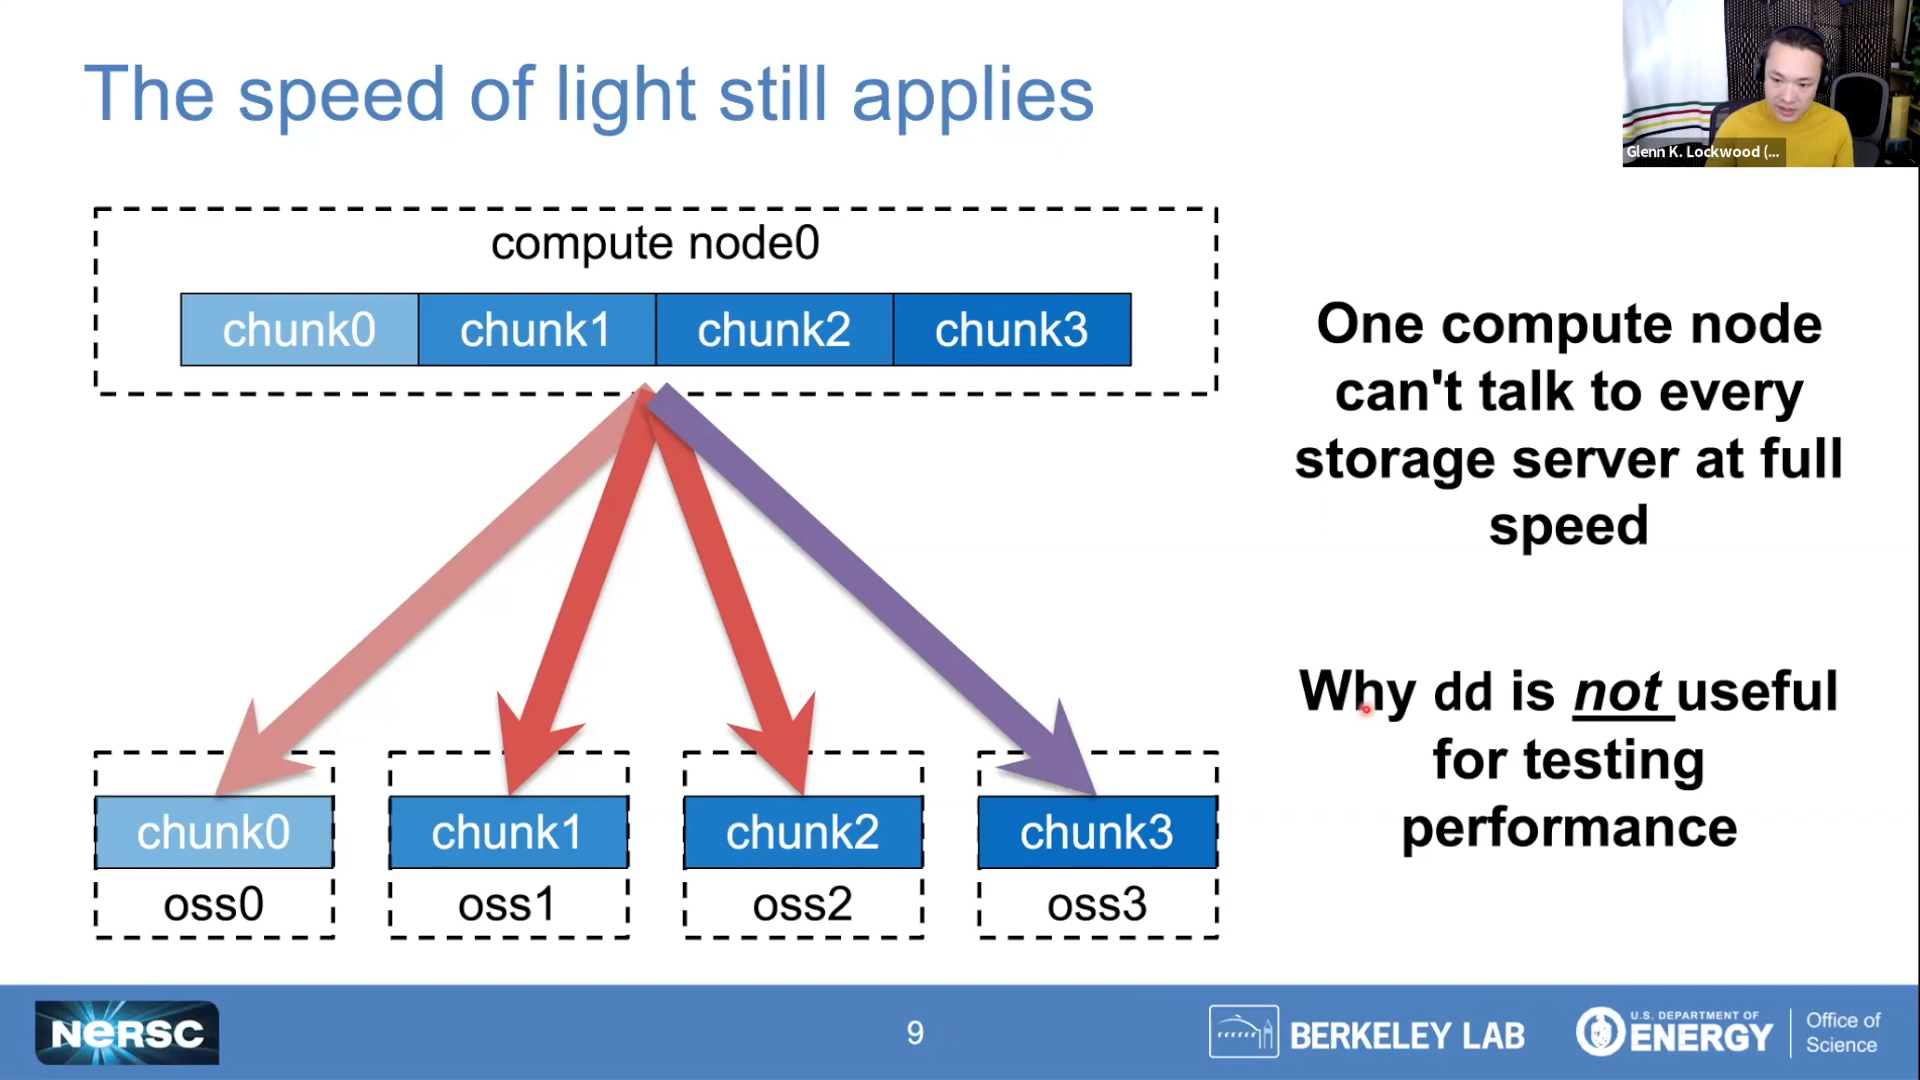 The speed of light still applies
Glenn K. Lockwood (...
compute node0
chunk0 chunk1 chunk2 chunk3
One compute node
can't talk to every
storage server at full
speed
Why dd is not useful
for testing
performance
chunk0 chunk1 chunk2 chunk3
oss0 oss1 oss2 oss3
NERSC
9
BERKELEY LAB
U.S. DEPARTMENT OF
ENERGY
Office of
Science